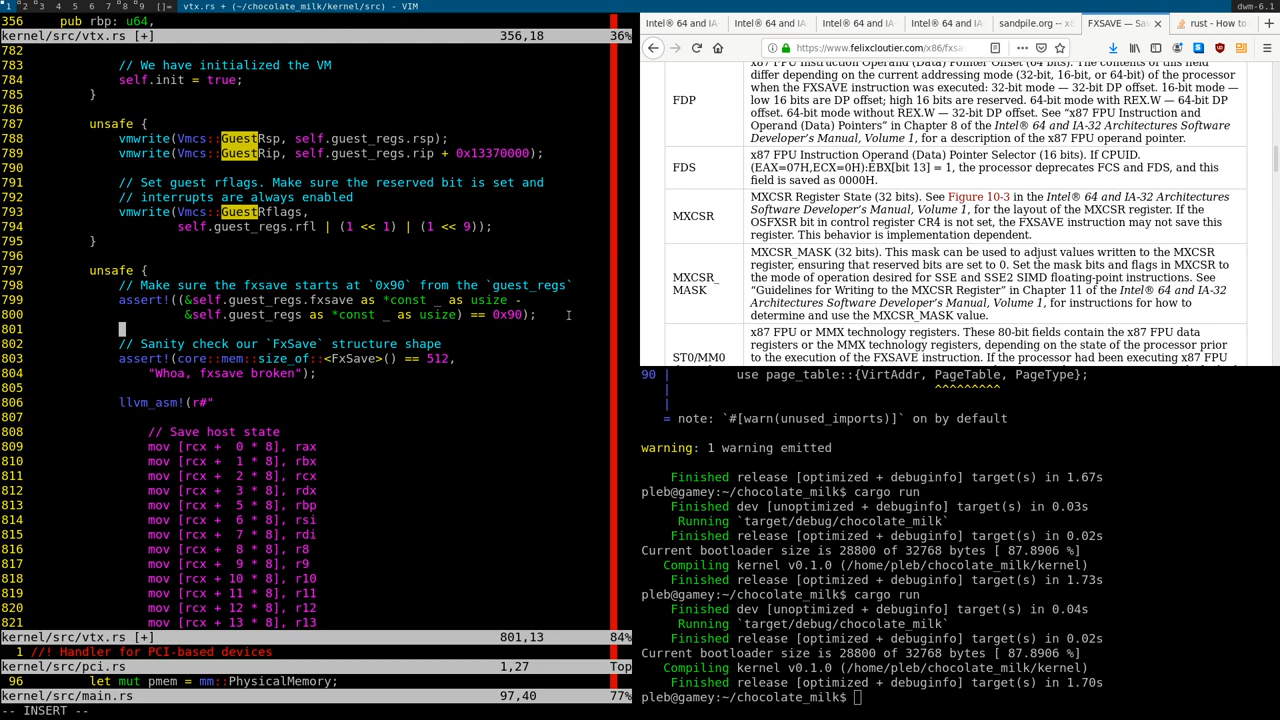 1 2 3 4 5 6 7 8 9 []= vtx.rs + (~/chocolate_milk/kernel/src) - VIM dwm-6.1
356     pub rbp: u64,
kernel/src/vtx.rs [+] 356,18 36%
782
783             // We have initialized the VM
784             self.init = true;
785         }
786
787         unsafe {
788             vmwrite(Vmcs::GuestRsp, self.guest_regs.rsp);
789             vmwrite(Vmcs::GuestRip, self.guest_regs.rip + 0x13370000);
790
791             // Set guest rflags. Make sure the reserved bit is set and
792             // interrupts are always enabled
793             vmwrite(Vmcs::GuestRflags,
794                     self.guest_regs.rfl | (1 << 1) | (1 << 9));
795         }
796
797         unsafe {
798             // Make sure the fxsave starts at `0x90` from the `guest_regs`
799             assert!((&self.guest_regs.fxsave as *const _ as usize -
800                      &self.guest_regs as *const _ as usize) == 0x90);
801
802             // Sanity check our `FxSave` structure shape
803             assert!(core::mem::size_of::<FxSave>() == 512,
804                 "Whoa, fxsave broken");
805
806             llvm_asm!(r#"
807
808                 // Save host state
809                 mov [rcx +  0 * 8], rax
810                 mov [rcx +  1 * 8], rbx
811                 mov [rcx +  2 * 8], rcx
812                 mov [rcx +  3 * 8], rdx
813                 mov [rcx +  5 * 8], rbp
814                 mov [rcx +  6 * 8], rsi
815                 mov [rcx +  7 * 8], rdi
816                 mov [rcx +  8 * 8], r8
817                 mov [rcx +  9 * 8], r9
818                 mov [rcx + 10 * 8], r10
819                 mov [rcx + 11 * 8], r11
820                 mov [rcx + 12 * 8], r12
821                 mov [rcx + 13 * 8], r13
kernel/src/vtx.rs [+] 801,13 84%
1 //! Handler for PCI-based devices
kernel/src/pci.rs 1,27 Top
96         let mut pmem = mm::PhysicalMemory;
kernel/src/main.rs 97,40 77%
-- INSERT --
Intel® 64 and IA- Intel® 64 and IA- Intel® 64 and IA- Intel® 64 and IA- sandpile.org -- x8 FXSAVE — Sa rust - How to
https://www.felixcloutier.com/x86/fxsa
x87 FPU Instruction Operand (Data) Pointer Offset (64 bits). The contents of this field
differ depending on the current addressing mode (32-bit, 16-bit, or 64-bit) of the processor
when the FXSAVE instruction was executed: 32-bit mode — 32-bit DP offset. 16-bit mode —
FDP
low 16 bits are DP offset; high 16 bits are reserved. 64-bit mode with REX.W — 64-bit DP
offset. 64-bit mode without REX.W — 32-bit DP offset. See “x87 FPU Instruction and
Operand (Data) Pointers” in Chapter 8 of the Intel® 64 and IA-32 Architectures Software
Developer’s Manual, Volume 1, for a description of the x87 FPU operand pointer.
x87 FPU Instruction Operand (Data) Pointer Selector (16 bits). If CPUID.
FDS
(EAX=07H,ECX=0H):EBX[bit 13] = 1, the processor deprecates FCS and FDS, and this
field is saved as 0000H.
MXCSR Register State (32 bits). See Figure 10-3 in the Intel® 64 and IA-32 Architectures
MXCSR
Software Developer’s Manual, Volume 1, for the layout of the MXCSR register. If the
OSFXSR bit in control register CR4 is not set, the FXSAVE instruction may not save this
register. This behavior is implementation dependent.
MXCSR_MASK (32 bits). This mask can be used to adjust values written to the MXCSR
register, ensuring that reserved bits are set to 0. Set the mask bits and flags in MXCSR to
MXCSR_
MASK
the mode of operation desired for SSE and SSE2 SIMD floating-point instructions. See
“Guidelines for Writing to the MXCSR Register” in Chapter 11 of the Intel® 64 and IA-32
Architectures Software Developer’s Manual, Volume 1, for instructions for how to
determine and use the MXCSR_MASK value.
x87 FPU or MMX technology registers. These 80-bit fields contain the x87 FPU data
registers or the MMX technology registers, depending on the state of the processor prior
ST0/MM0
to the execution of the FXSAVE instruction. If the processor had been executing x87 FPU
90 |         use page_table::{VirtAddr, PageTable, PageType};
   |                                    ^^^^^^^^^
   |
   = note: `#[warn(unused_imports)]` on by default
warning: 1 warning emitted
    Finished release [optimized + debuginfo] target(s) in 1.67s
pleb@gamey:~/chocolate_milk$ cargo run
    Finished dev [unoptimized + debuginfo] target(s) in 0.03s
     Running `target/debug/chocolate_milk`
    Finished release [optimized + debuginfo] target(s) in 0.02s
Current bootloader size is 28800 of 32768 bytes [ 87.8906 %]
   Compiling kernel v0.1.0 (/home/pleb/chocolate_milk/kernel)
    Finished release [optimized + debuginfo] target(s) in 1.73s
pleb@gamey:~/chocolate_milk$ cargo run
    Finished dev [unoptimized + debuginfo] target(s) in 0.04s
     Running `target/debug/chocolate_milk`
    Finished release [optimized + debuginfo] target(s) in 0.02s
Current bootloader size is 28800 of 32768 bytes [ 87.8906 %]
   Compiling kernel v0.1.0 (/home/pleb/chocolate_milk/kernel)
    Finished release [optimized + debuginfo] target(s) in 1.70s
pleb@gamey:~/chocolate_milk$